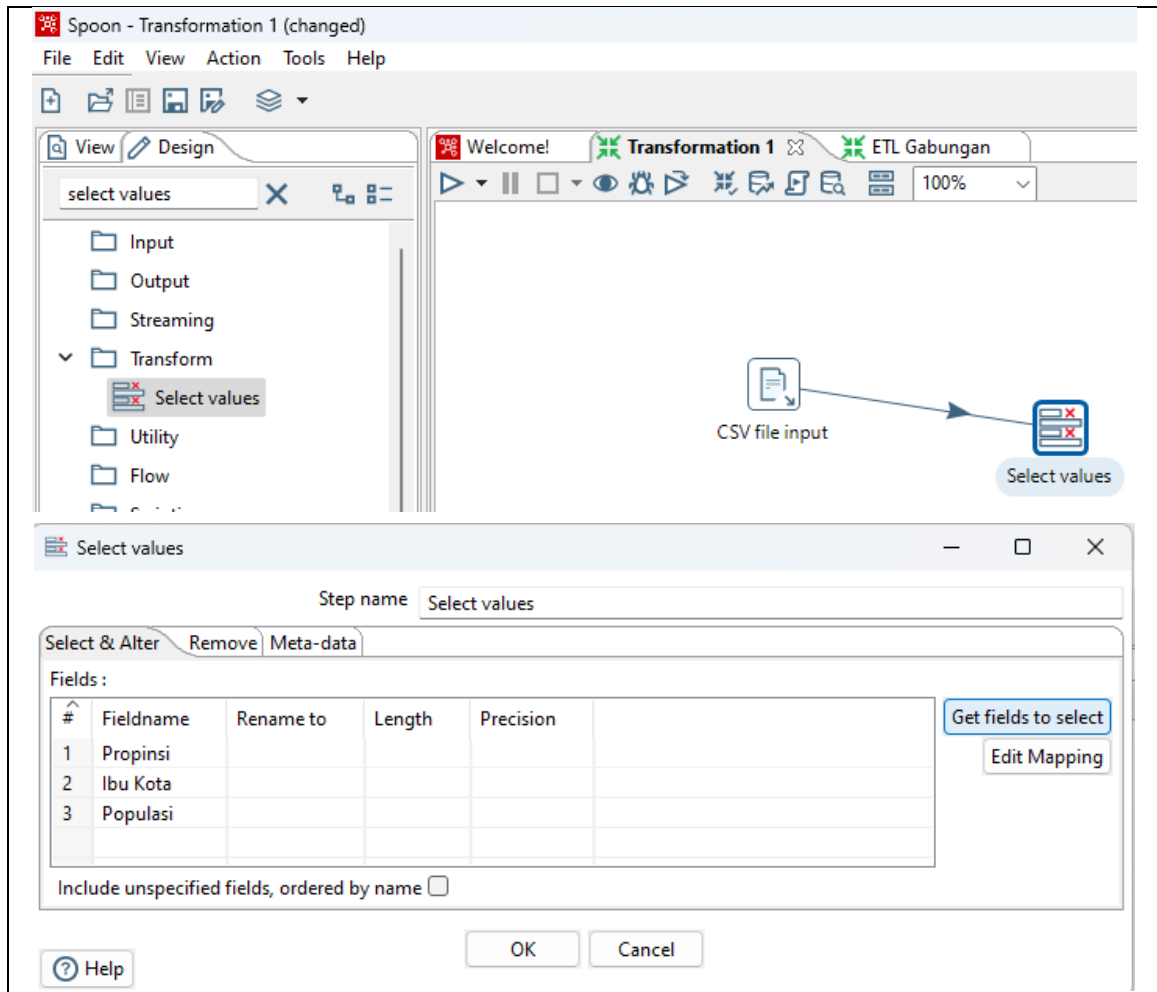 Spoon - Transformation 1 (changed)
File Edit View Action Tools Help
View Design
select values
Input
Output
Streaming
Transform
Select values
Utility
Flow
Welcome! Transformation 1 ETL Gabungan
100%
CSV file input
Select values
Select values
Step name Select values
Select & Alter Remove Meta-data
Fields :
# Fieldname Rename to Length Precision
1 Propinsi
2 Ibu Kota
3 Populasi
Get fields to select
Edit Mapping
Include unspecified fields, ordered by name
OK Cancel
Help